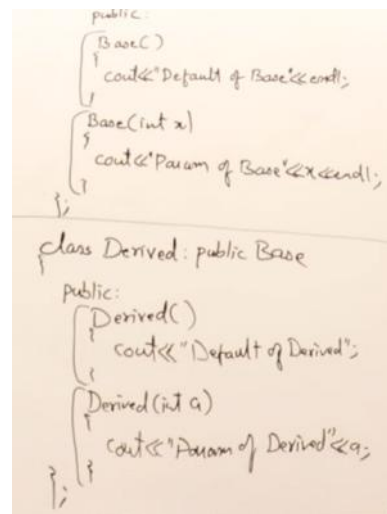 public:
Base()
{
cout<<"Default of Base"<<endl;
}
Base(int x)
{
cout<<"Param of Base"<<x<<endl;
}
};
class Derived: public Base
{
public:
Derived()
{
cout<<"Default of Derived";
}
Derived(int a)
{
cout<<"Param of Derived"<<a;
}
};